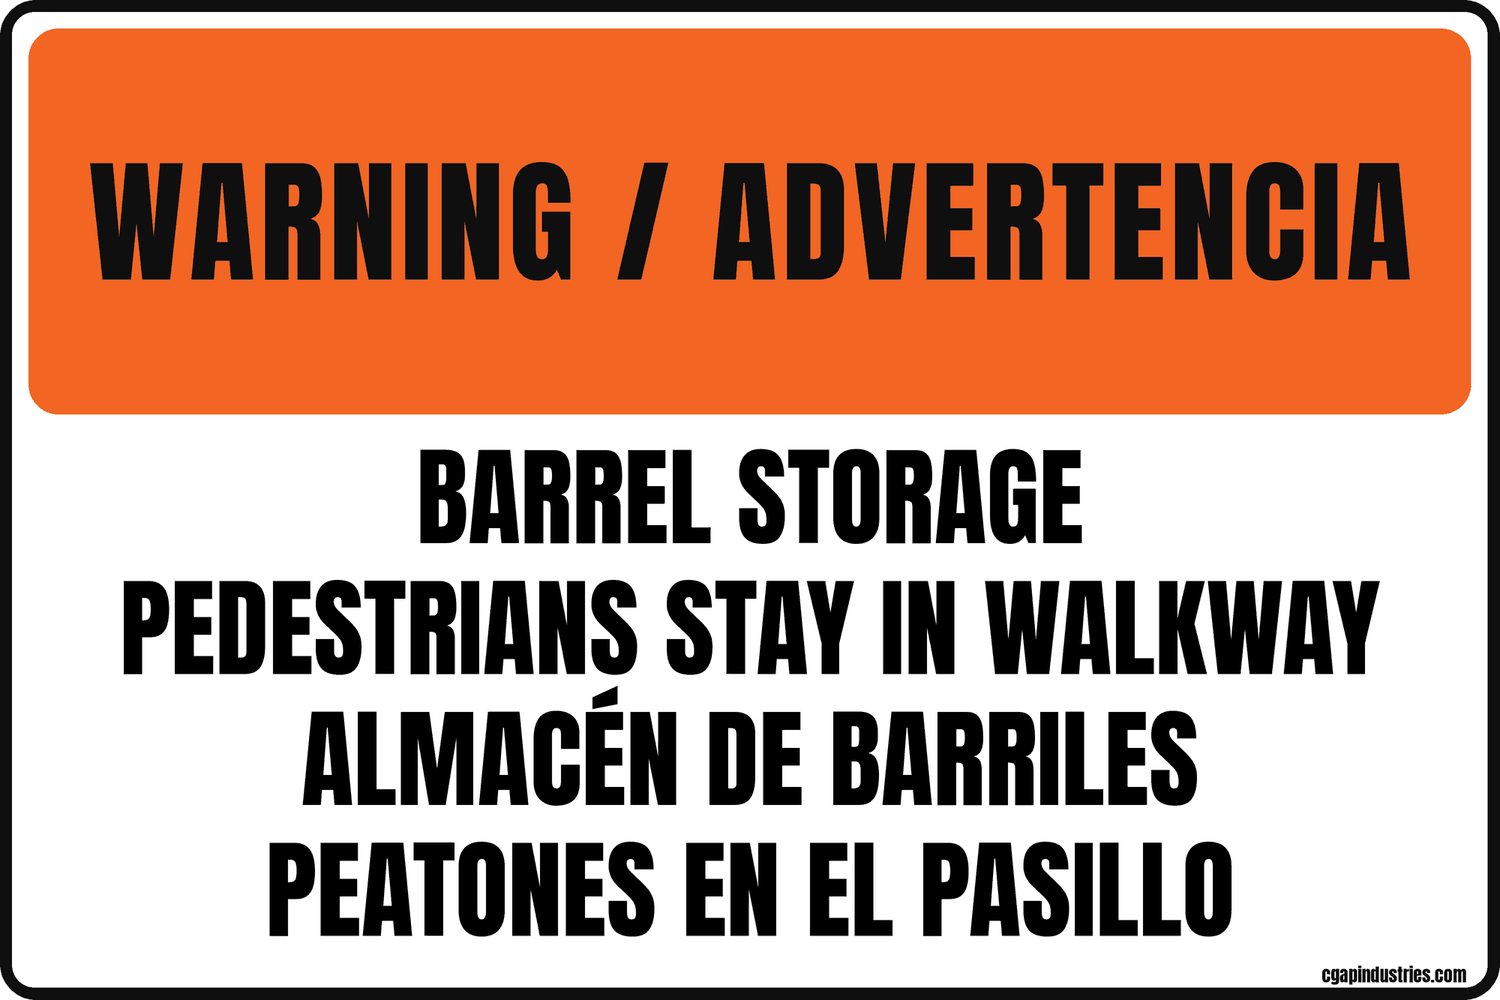 WARNING / ADVERTENCIA
BARREL STORAGE
PEDESTRIANS STAY IN WALKWAY
ALMACÉN DE BARRILES
PEATONES EN EL PASILLO
cgapindustries.com